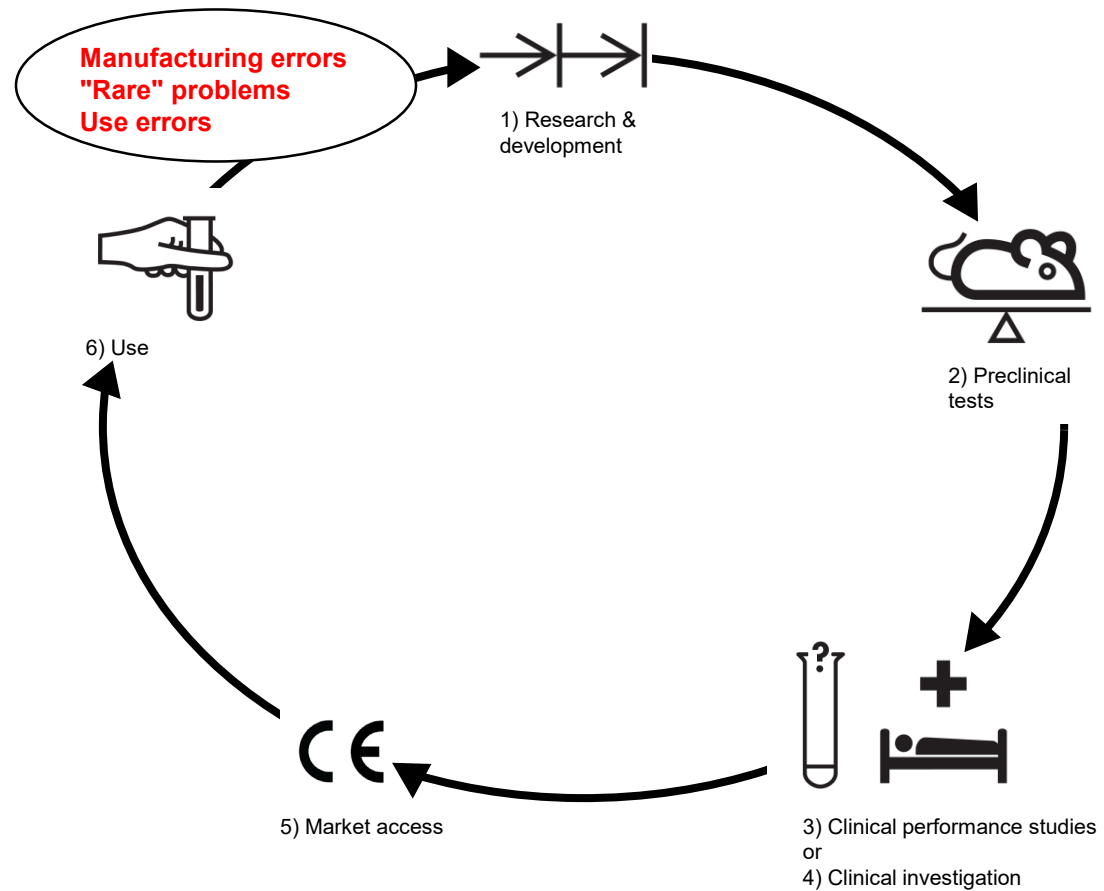 Manufacturing errors
"Rare" problems
Use errors
1) Research &
development
2) Preclinical
tests
?
3) Clinical performance studies
or
4) Clinical investigation
CE
5) Market access
6) Use